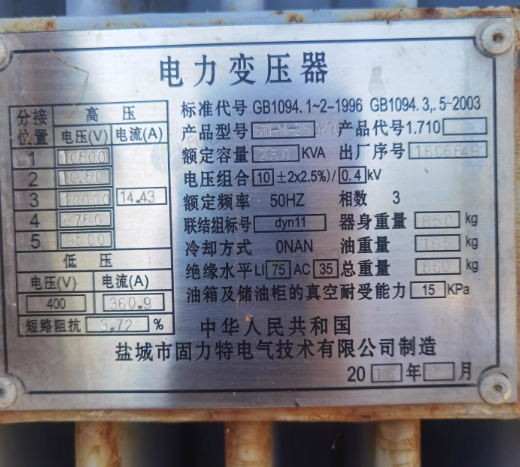 电力变压器
标准代号 GB1094.1~2-1996 GB1094.3,.5-2003
产品型号 产品代号1.710
额定容量 250 KVA 出厂序号
电压组合 10 ±2x2.5%/ 0.4 kV
额定频率 50HZ 相数 3
联结组标号 dyn11 器身重量 kg
冷却方式 0NAN 油重量 kg
绝缘水平 LI 75 AC 35 总重量 kg
油箱及储油柜的真空耐受能力 15 KPa
分接位置 高压
电压(V) 电流(A)
1 10500
2 10250
3 10000 14.43
4 9750
5 9500
低压
电压(V) 电流(A)
400 360.9
短路阻抗 3.72 %
中华人民共和国
盐城市固力特电气技术有限公司制造
20 年 月